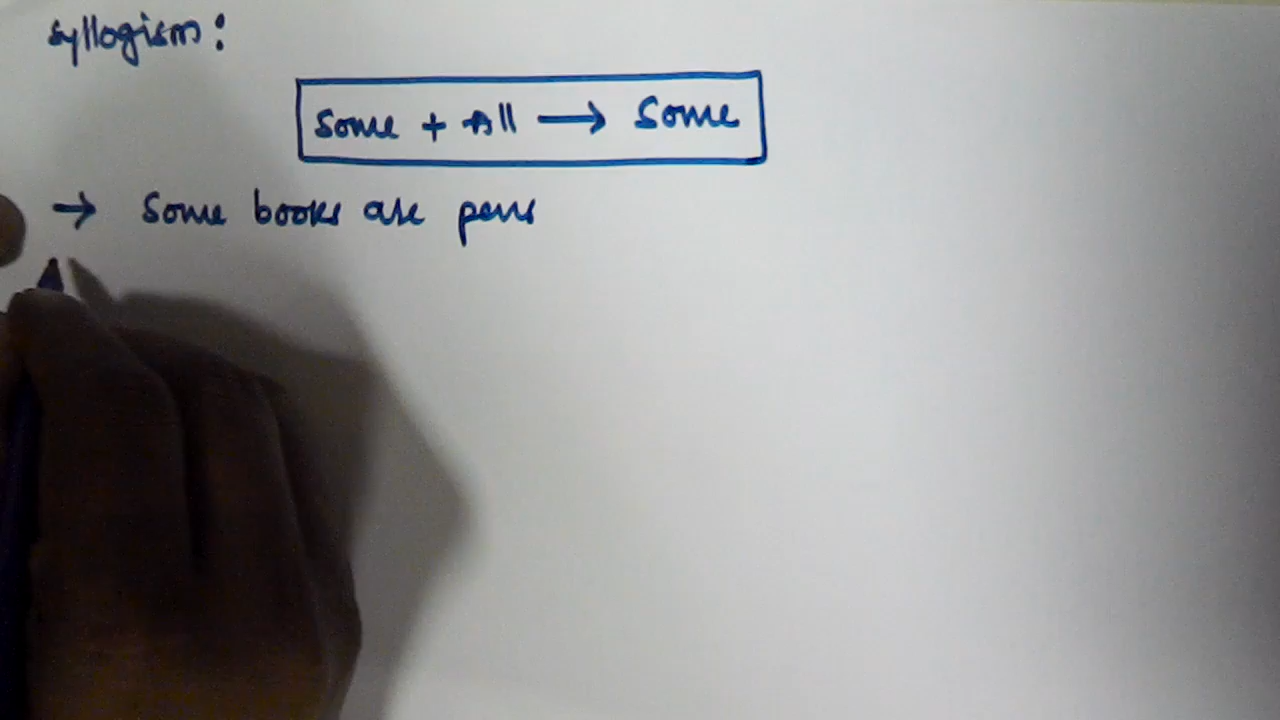 syllogism:
Some + All → Some
→ Some books are pens